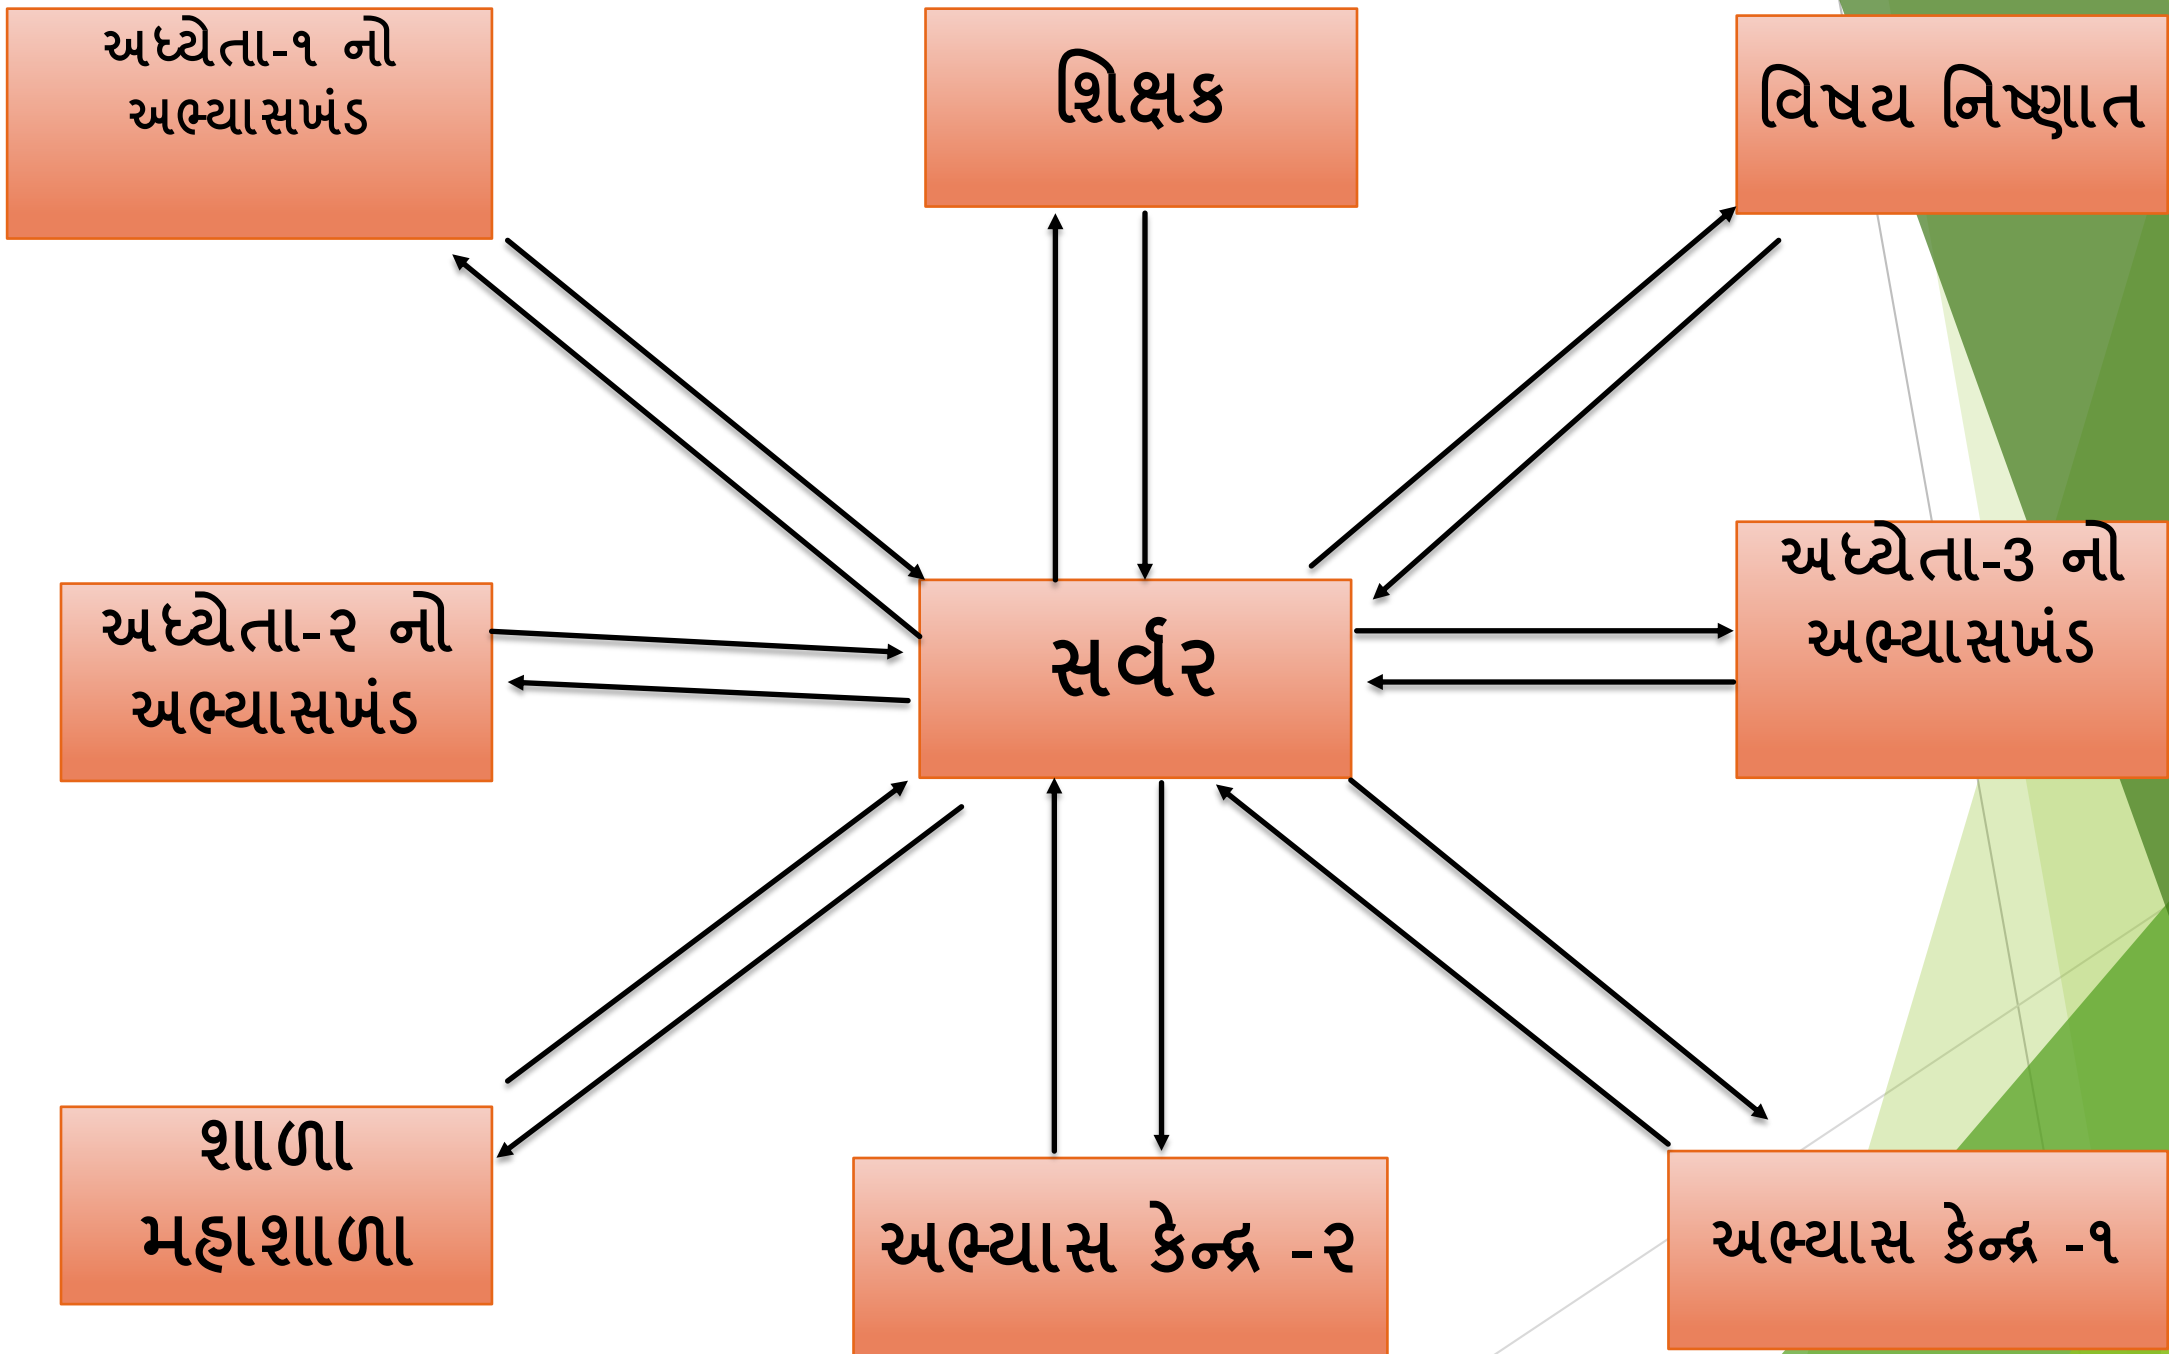 અધ્યેતા-૧ નો
અભ્યાસખંડ
શિક્ષક
વિષય નિષ્ણાત
અધ્યેતા-૨ નો
અભ્યાસખંડ
સર્વર
અધ્યેતા-3 નો
અભ્યાસખંડ
શાળા
મહાશાળા
અભ્યાસ કેન્દ્ર -૨
અભ્યાસ કેન્દ્ર -૧